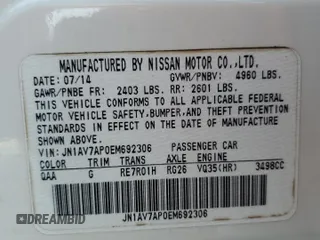 MANUFACTURED BY NISSAN MOTOR CO.,LTD.
DATE: 07/14 GVWR/PNBV: 4960 LBS.
GAWR/PNBE FR: 2403 LBS. RR: 2601 LBS.
THIS VEHICLE CONFORMS TO ALL APPLICABLE FEDERAL
MOTOR VEHICLE SAFETY,BUMPER,AND THEFT
STANDARDS IN EFFECT ON THE DATE OF MANUFACTURE
SHOWN ABOVE.
VIN: JN1AV7AP0EM692306 PASSENGER CAR
COLOR TRIM TRANS AXLE ENGINE
QAA G RE7R01H RG26 VQ35(HR) 3498CC
JN1AV7AP0EM692306
DREAMBID